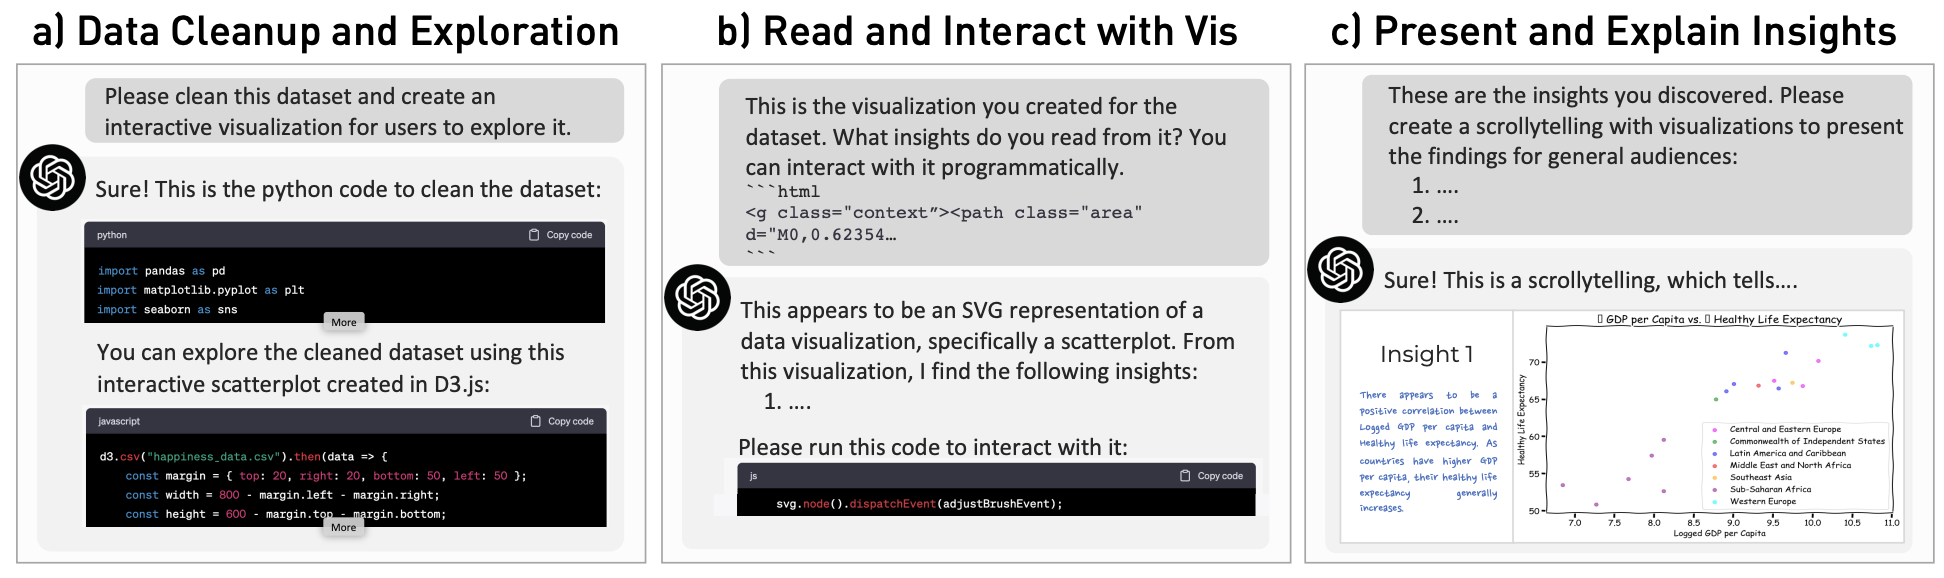 a) Data Cleanup and Exploration
Please clean this dataset and create an
interactive visualization for users to explore it.
Sure! This is the python code to clean the dataset:
python
Copy code
import pandas as pd
import matplotlib.pyplot as plt
import seaborn as sns
More
You can explore the cleaned dataset using this
interactive scatterplot created in D3.js:
javascript
Copy code
d3.csv("happiness_data.csv").then(data => {
const margin = { top: 20, right: 20, bottom: 50, left: 50 };
const width = 800 - margin.left - margin.right;
const height = 600 - margin.top - margin.bottom;
More
b) Read and Interact with Vis
This is the visualization you created for the
dataset. What insights do you read from it? You
can interact with it programmatically.
```html
<g class="context”><path class="area"
d="M0,0.62354…
```
This appears to be an SVG representation of a
data visualization, specifically a scatterplot. From
this visualization, I find the following insights:
1. ....
Please run this code to interact with it:
js
Copy code
svg.node().dispatchEvent(adjustBrushEvent);
c) Present and Explain Insights
These are the insights you discovered. Please
create a scrollytelling with visualizations to present
the findings for general audiences:
1. ....
2. ....
Sure! This is a scrollytelling, which tells....
Insight 1
There appears to be a
positive correlation between
Logged GDP per capita and
Healthy life expectancy. As
countries have higher GDP
per capita, their healthy life
expectancy generally
increases.
GDP per Capita vs. Healthy Life Expectancy
Healthy Life Expectancy
70
65
60
55
50
Central and Eastern Europe
Commonwealth of Independent States
Latin America and Caribbean
Middle East and North Africa
Southeast Asia
Sub-Saharan Africa
Western Europe
7.0 7.5 8.0 8.5 9.0 9.5 10.0 10.5 11.0
Logged GDP per Capita